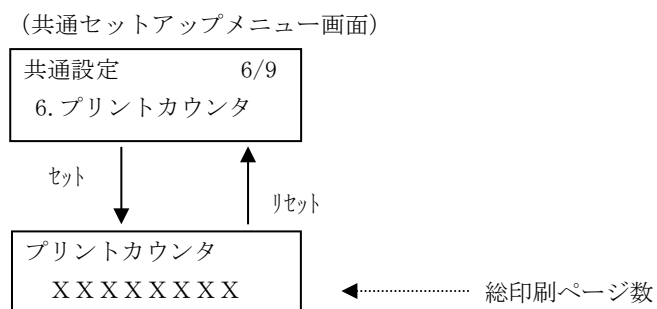 （共通セットアップメニュー画面）
共通設定 6/9
6.プリントカウンタ
ｾｯﾄ
ﾘｾｯﾄ
プリントカウンタ
ＸＸＸＸＸＸＸＸ
総印刷ページ数